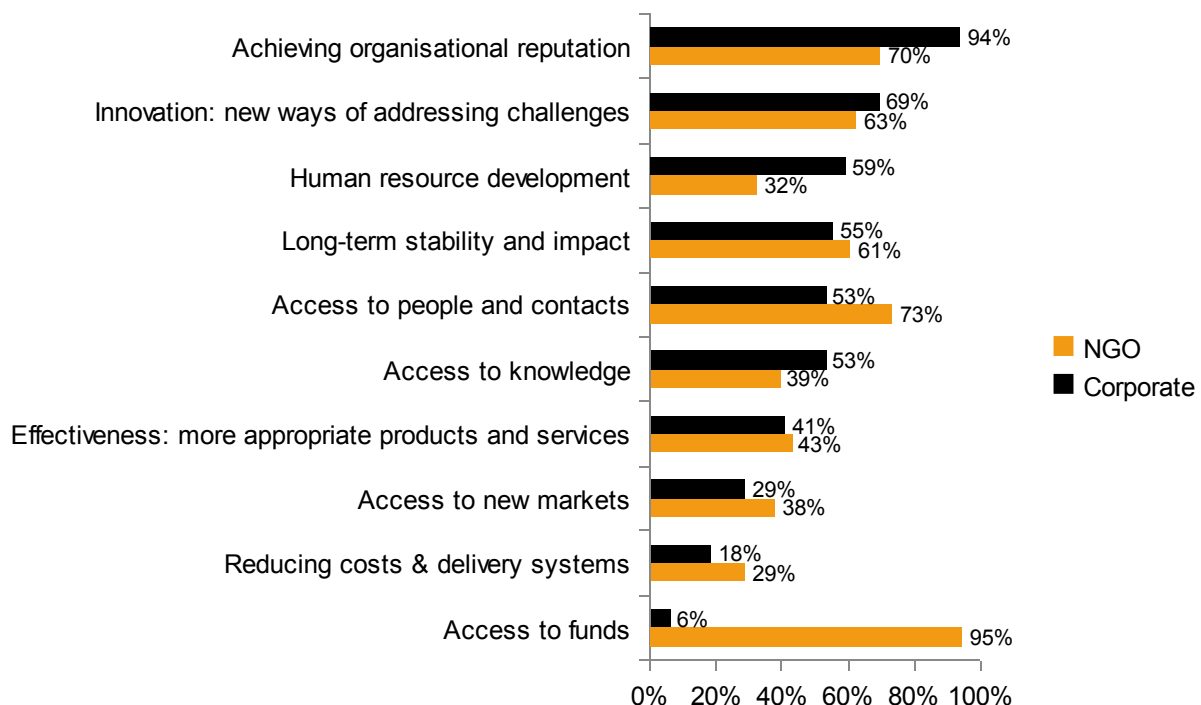 Achieving organisational reputation
94%
70%
Innovation: new ways of addressing challenges
69%
63%
Human resource development
59%
32%
Long-term stability and impact
55%
61%
Access to people and contacts
53%
73%
Access to knowledge
53%
39%
Effectiveness: more appropriate products and services
41%
43%
Access to new markets
29%
38%
Reducing costs & delivery systems
18%
29%
Access to funds
6%
95%
0% 20% 40% 60% 80% 100%
NGO
Corporate